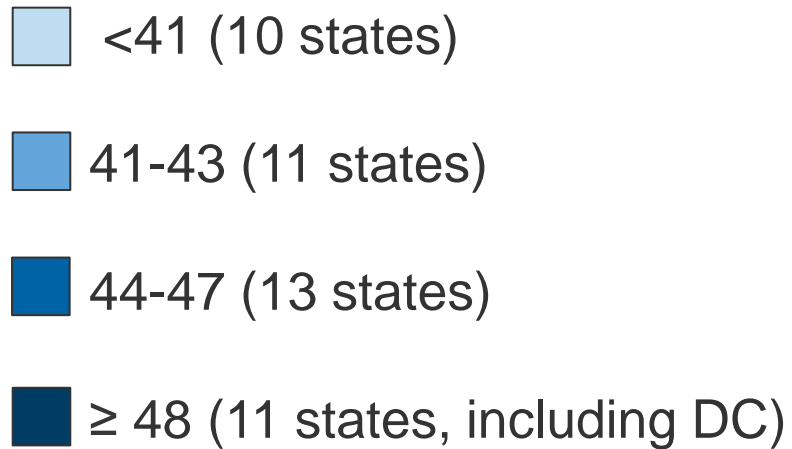 <41 (10 states)
41-43 (11 states)
44-47 (13 states)
≥ 48 (11 states, including DC)